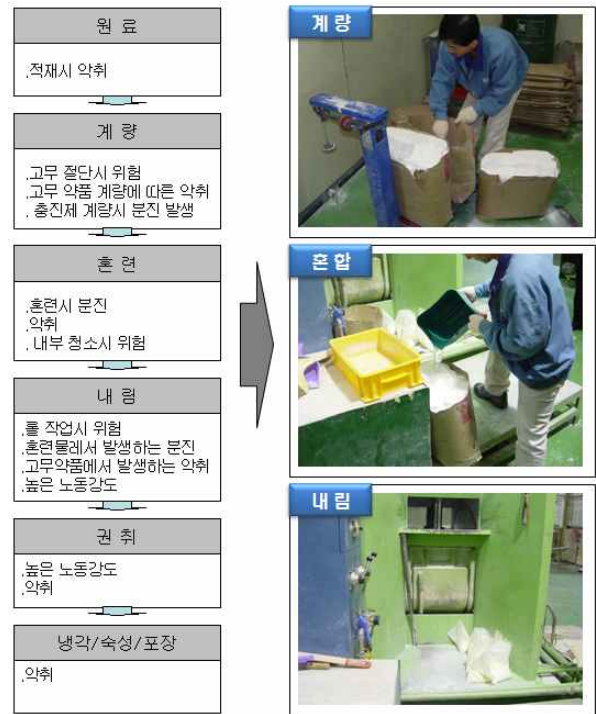 원 료
.적재시 악취
계 량
.고무 절단시 위험
.고무 약품 계량에 따른 악취
. 충진제 계량시 분진 발생
혼 련
.혼련시 분진
.악취
. 내부 청소시 위험
내 림
.롤 작업시 위험
.혼련물레서 발생하는 분진
.고무약품에서 발생하는 악취
.높은 노동강도
권 취
.높은 노동강도
.악취
냉각/숙성/포장
.악취
계 량
혼 합
내 림